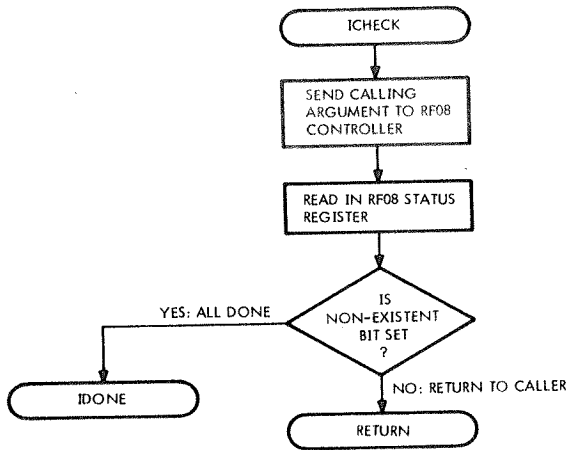 ICHECK
SEND CALLING
ARGUMENT TO RF08
CONTROLLER
READ IN RF08 STATUS
REGISTER
IS
NON-EXISTENT
BIT SET
?
YES: ALL DONE
IDONE
NO: RETURN TO CALLER
RETURN